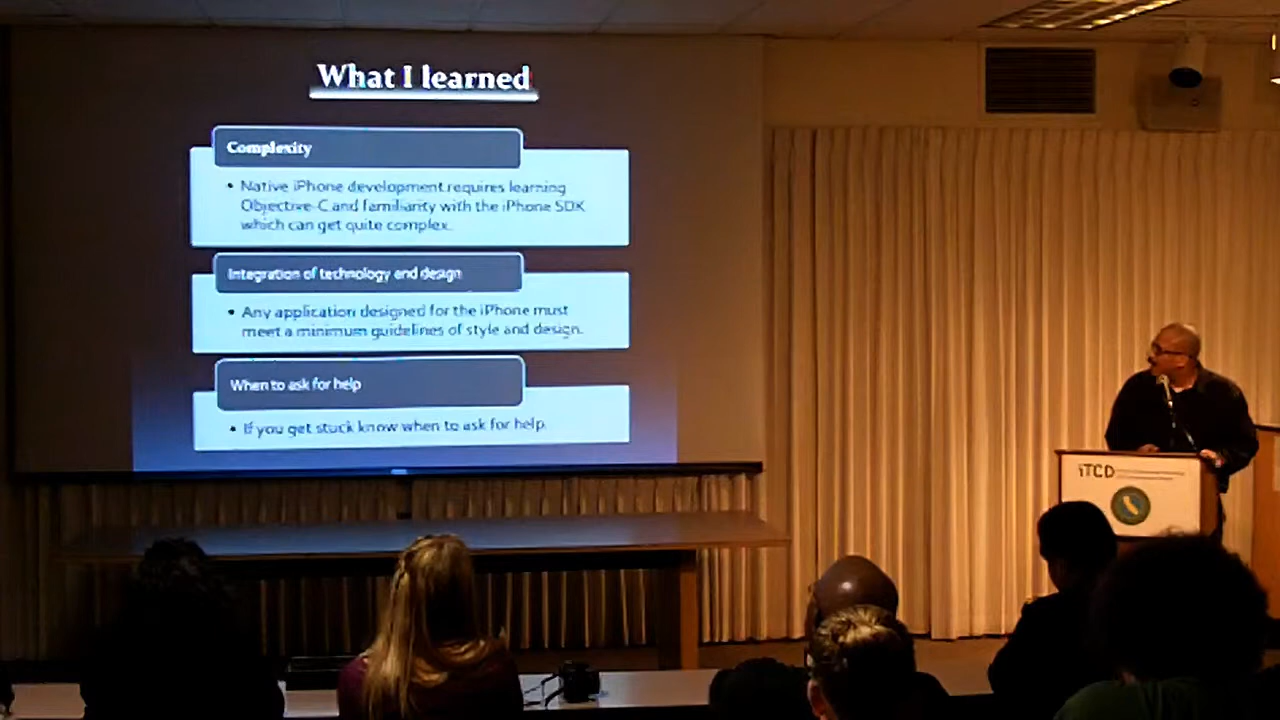 What I learned
Complexity
• Native iPhone development requires learning
Objective-C and familiarity with the iPhone SDK
which can get quite complex.
Integration of technology and design
• Any application designed for the iPhone must
meet a minimum guidelines of style and design.
When to ask for help
• If you get stuck know when to ask for help.
iTCD